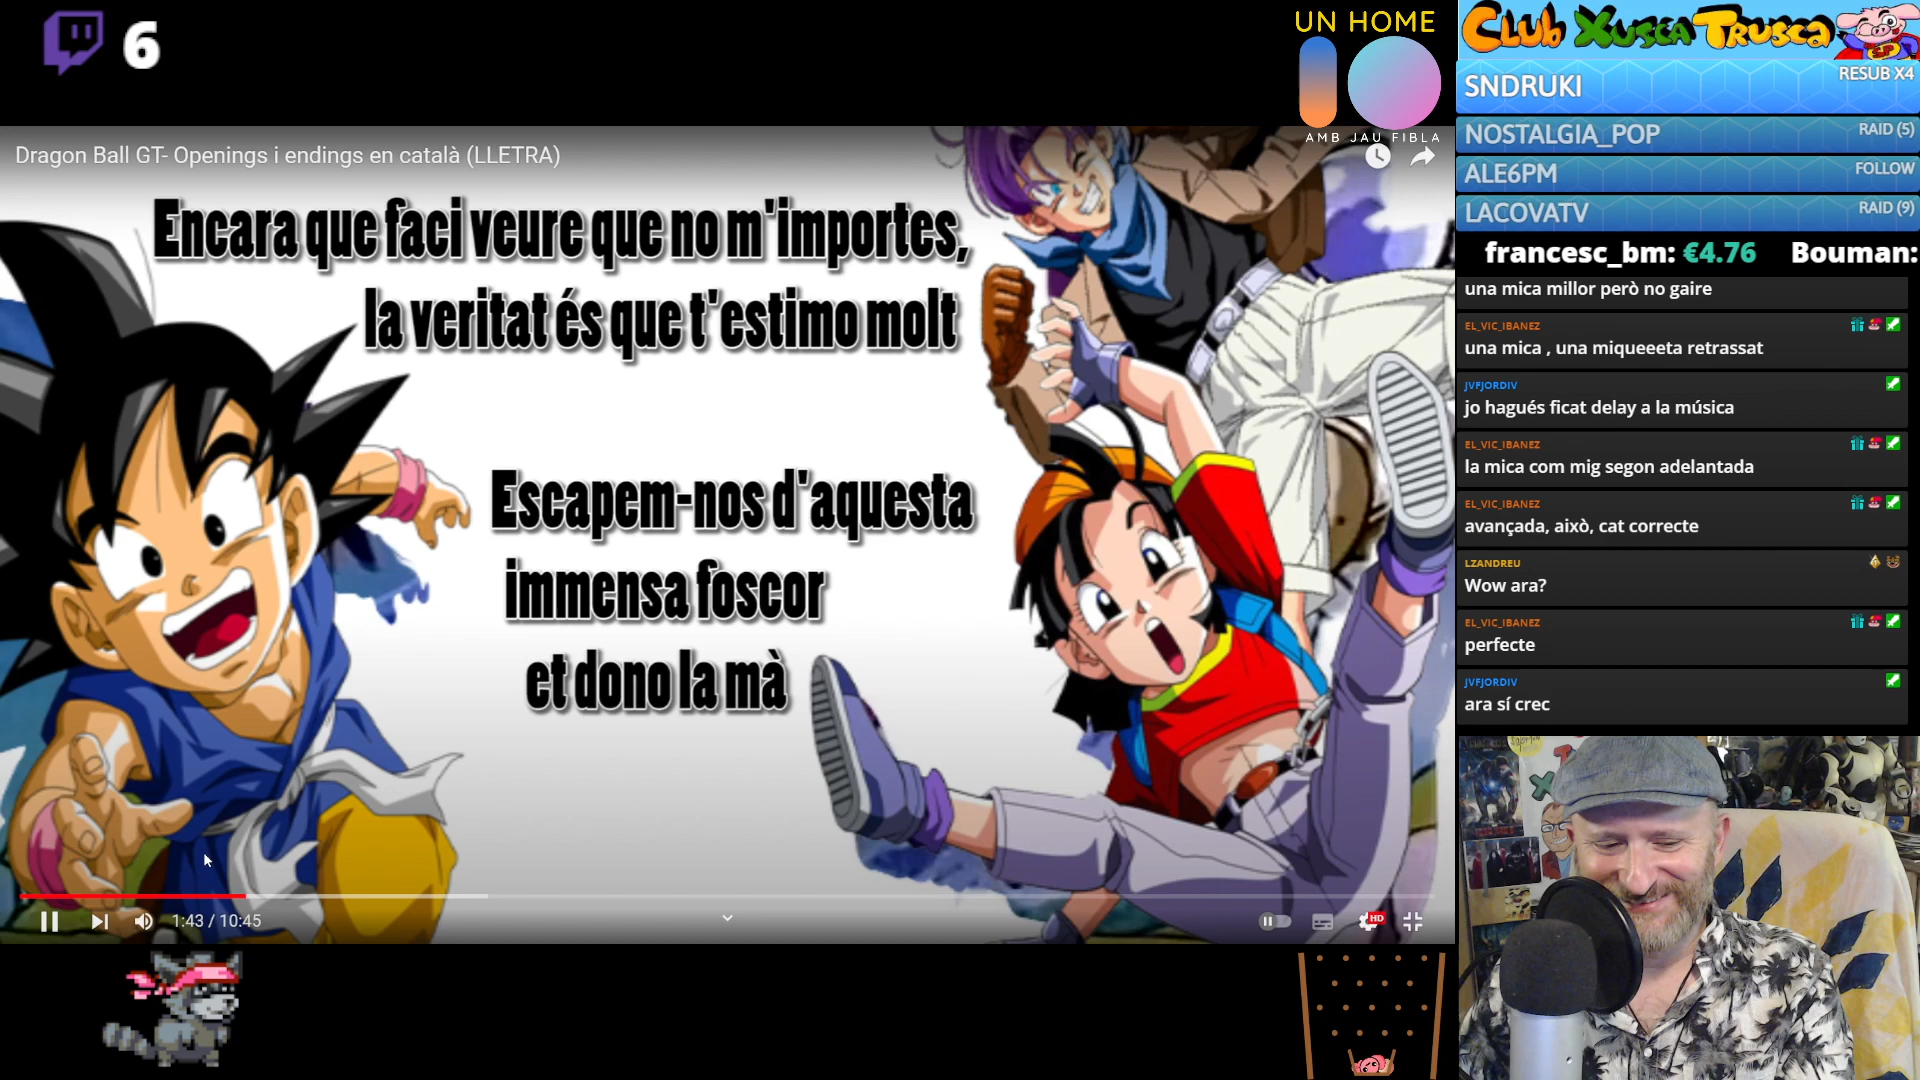 6
UN HOME
AMB JAU FIBLA
Dragon Ball GT- Openings i endings en català (LLETRA)
Encara que faci veure que no m'importes,
la veritat és que t'estimo molt
Escapem-nos d'aquesta
immensa foscor
et dono la mà
1:43 / 10:45
HD
Club Xusca Trusca
SP
SNDRUKI RESUB X4
NOSTALGIA_POP RAID (5)
ALE6PM FOLLOW
LACOVATV RAID (9)
francesc_bm: €4.76 Bouman:
una mica millor però no gaire
EL_VIC_IBANEZ
una mica , una miqueeeta retrassat
JVFJORDIV
jo hagués ficat delay a la música
EL_VIC_IBANEZ
la mica com mig segon adelantada
EL_VIC_IBANEZ
avançada, això, cat correcte
LZANDREU
Wow ara?
EL_VIC_IBANEZ
perfecte
JVFJORDIV
ara sí crec